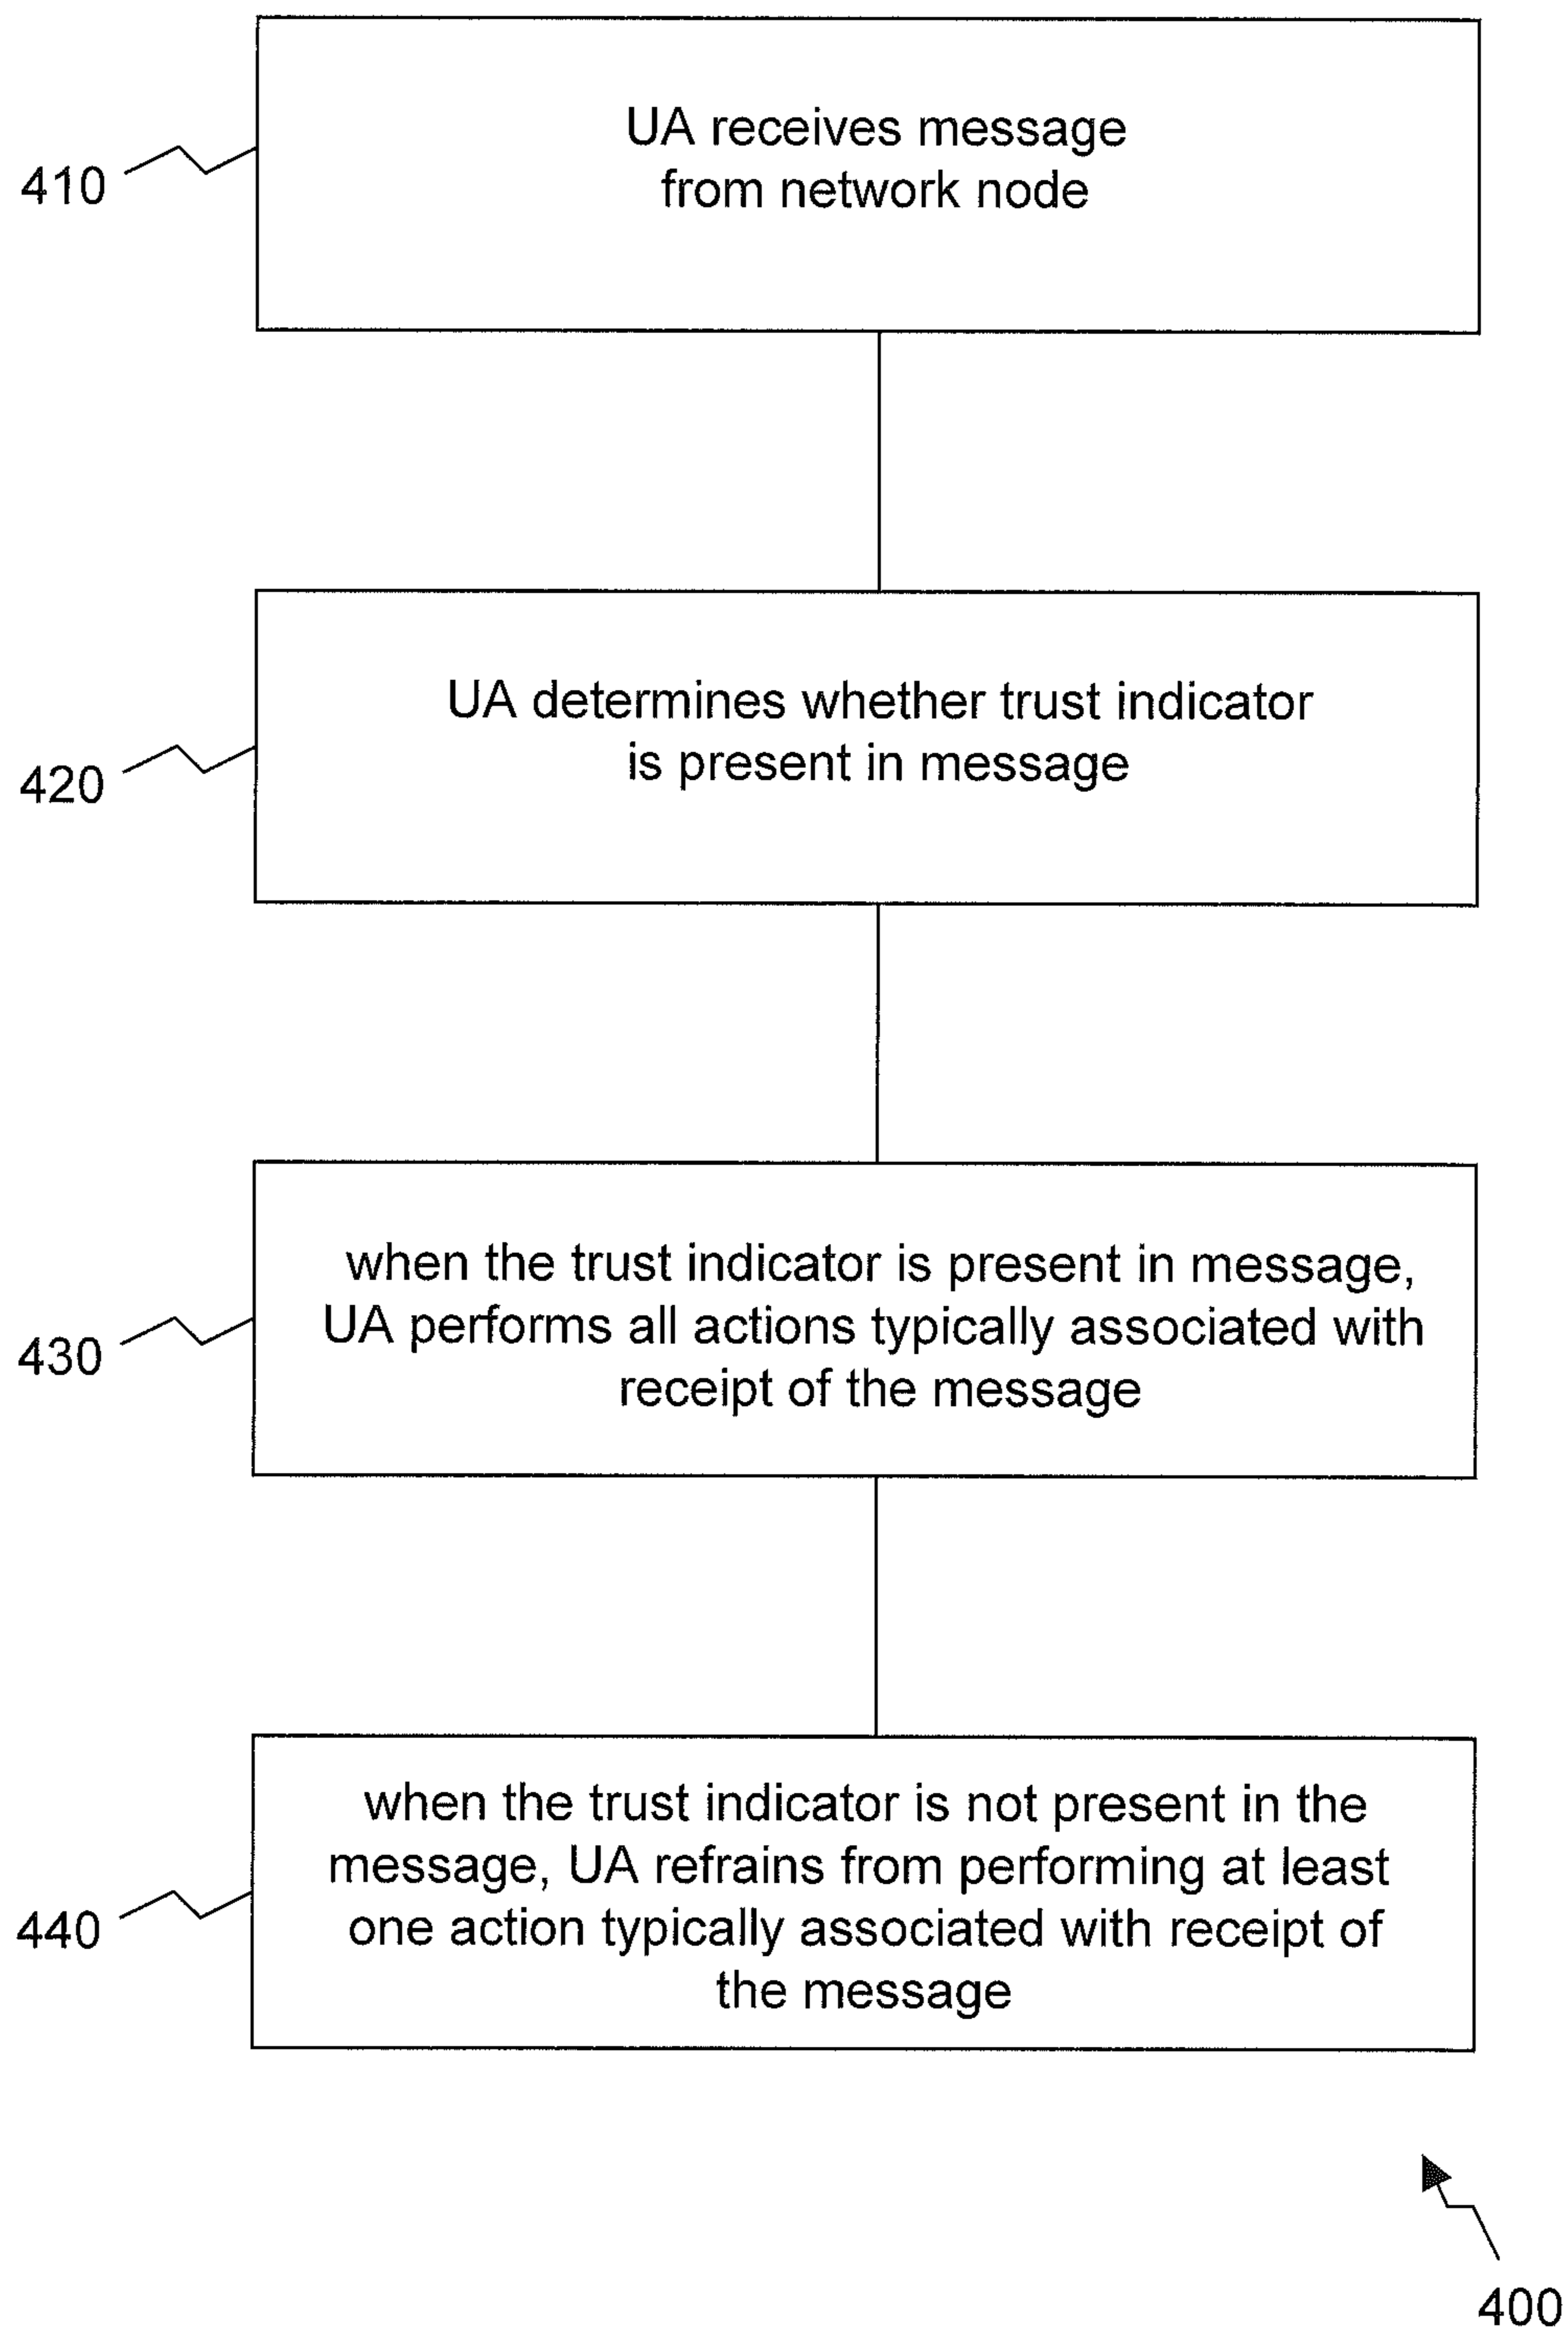 UA receives message
from network node
410
UA determines whether trust indicator
is present in message
420
when the trust indicator is present in message,
UA performs all actions typically associated with
receipt of the message
430
when the trust indicator is not present in the
message, UA refrains from performing at least
one action typically associated with receipt of
the message
440
400